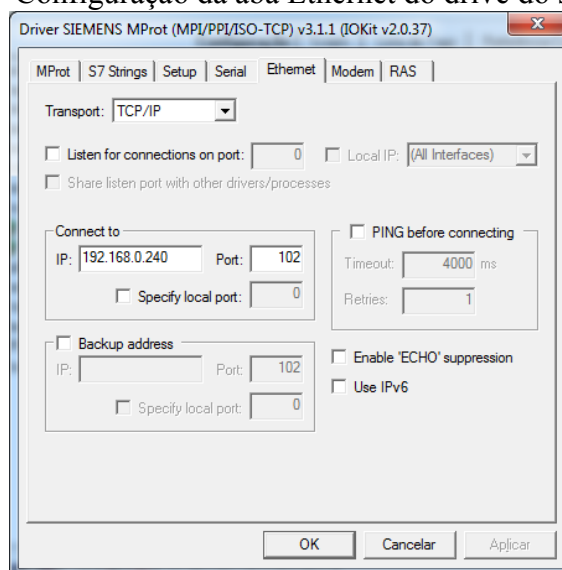 Configuração da aba Ethernet do drive do s
Driver SIEMENS MProt (MPI/PPI/ISO-TCP) v3.1.1 (IOKit v2.0.37)
MProt S7 Strings Setup Serial Ethernet Modem RAS
Transport: TCP/IP
Listen for connections on port: 0 Local IP: (All Interfaces)
Share listen port with other drivers/processes
Connect to
IP: 192.168.0.240 Port: 102
Specify local port: 0
PING before connecting
Timeout: 4000 ms
Retries: 1
Backup address
IP: Port: 102
Specify local port: 0
Enable 'ECHO' suppression
Use IPv6
OK Cancelar Aplicar